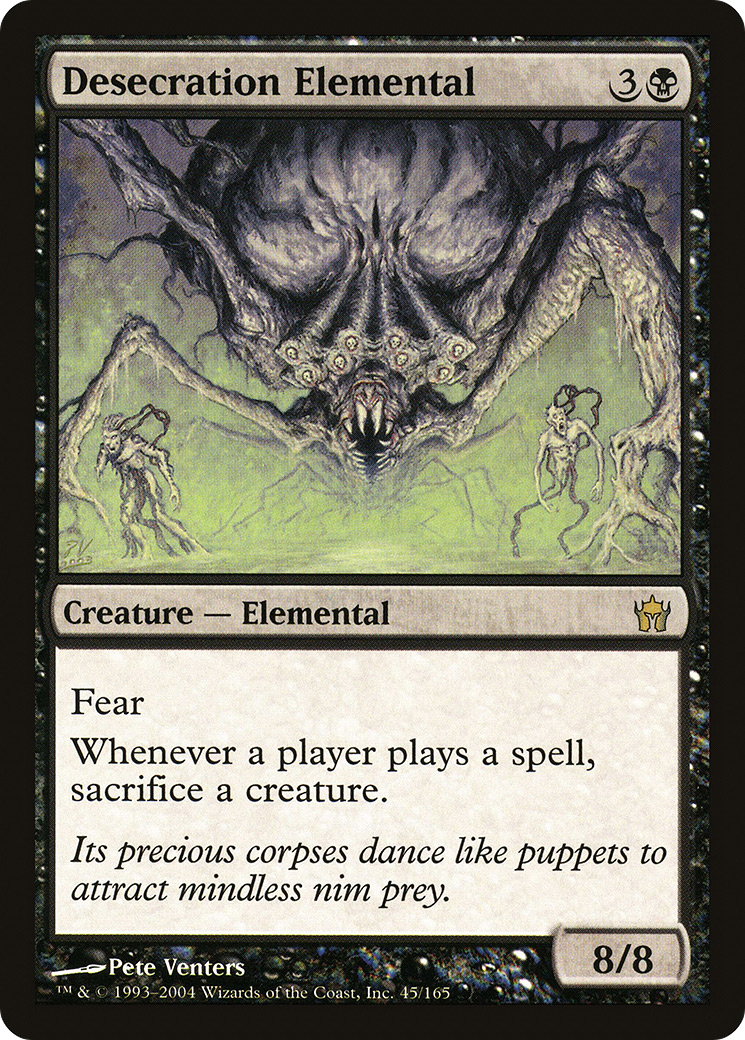 Desecration Elemental 3
Creature — Elemental
Fear
Whenever a player plays a spell,
sacrifice a creature.
Its precious corpses dance like puppets to
attract mindless nim prey.
8/8
Pete Venters
™ & © 1993–2004 Wizards of the Coast, Inc. 45/165